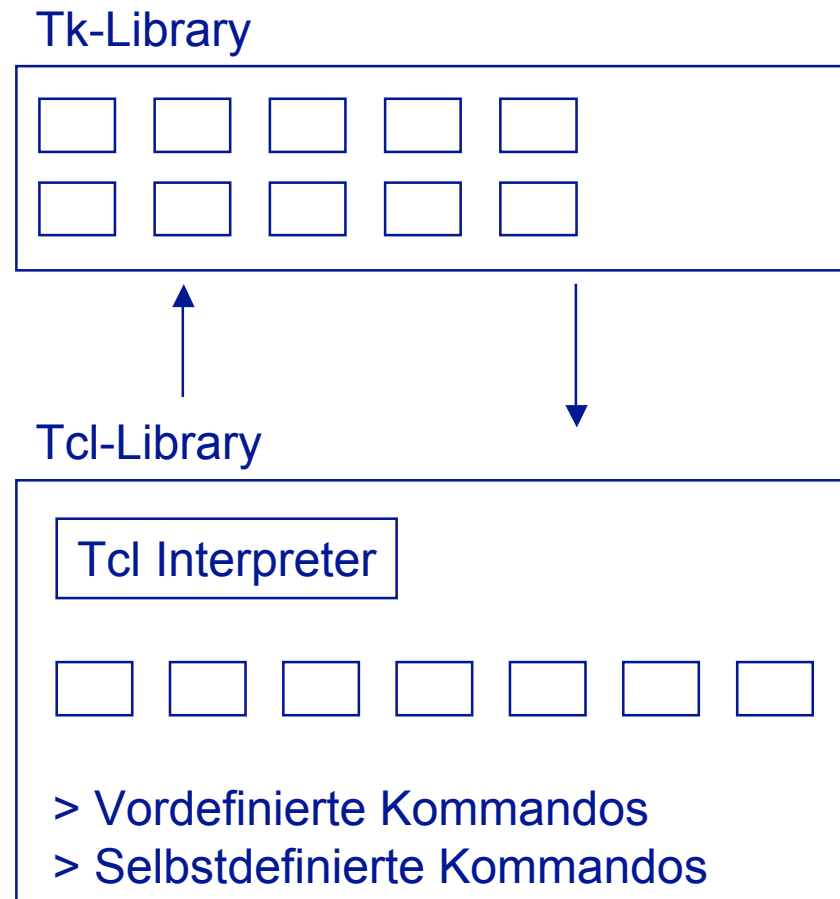 Tk-Library
Tcl-Library
Tcl Interpreter
> Vordefinierte Kommandos
> Selbstdefinierte Kommandos